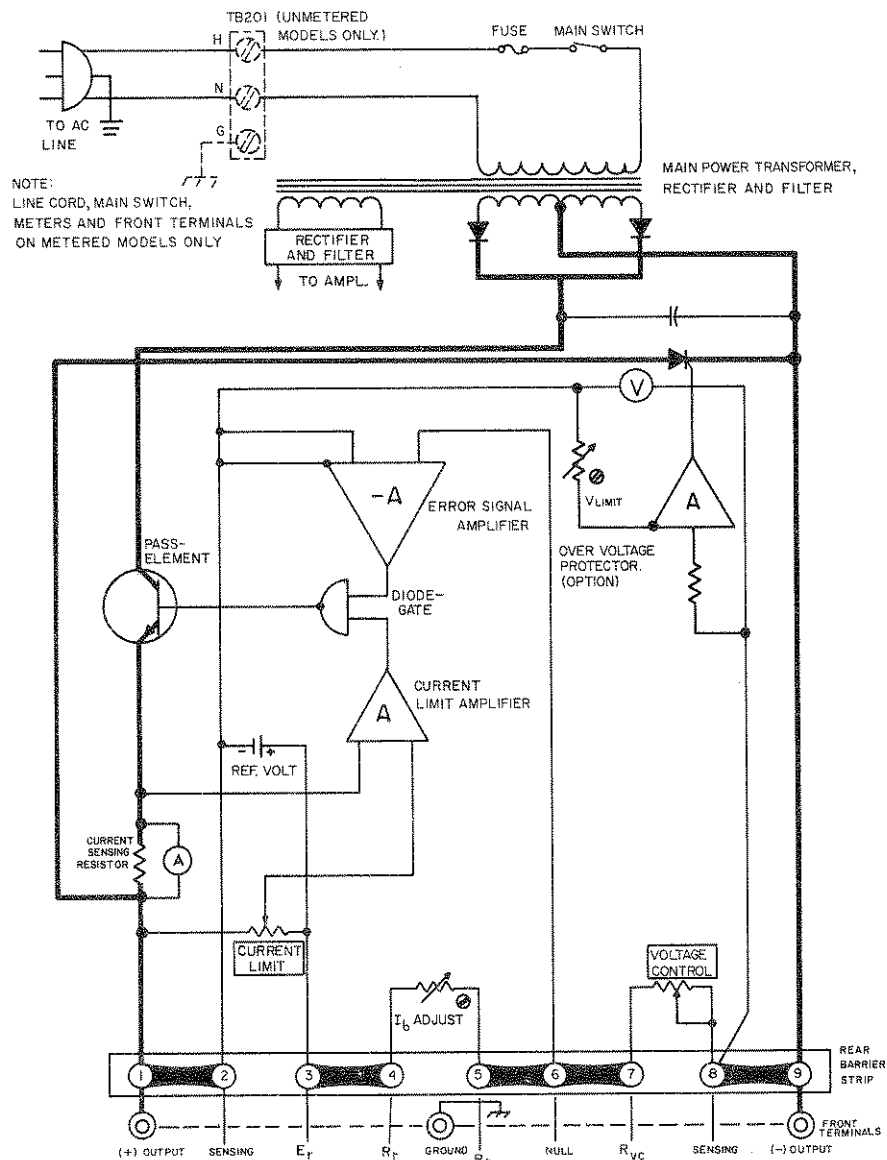 TB201 (UNMETERED
MODELS ONLY.)
H
FUSE
MAIN SWITCH
N
TO AC
LINE
G
MAIN POWER TRANSFORMER,
RECTIFIER AND FILTER
NOTE:
LINE CORD, MAIN SWITCH,
METERS AND FRONT TERMINALS
ON METERED MODELS ONLY
RECTIFIER
AND FILTER
TO AMPL.
V
-A
ERROR SIGNAL
AMPLIFIER
VLIMIT
A
OVER VOLTAGE
PROTECTOR.
(OPTION)
PASS-
ELEMENT
DIODE-
GATE
A
CURRENT
LIMIT AMPLIFIER
- +
REF. VOLT
CURRENT
SENSING
RESISTOR
A
CURRENT
LIMIT
VOLTAGE
CONTROL
Ib ADJUST
1 2 3 4 5 6 7 8 9
REAR
BARRIER
STRIP
FRONT
TERMINALS
(+) OUTPUT SENSING Er Rr GROUND NULL Rvc SENSING (-) OUTPUT